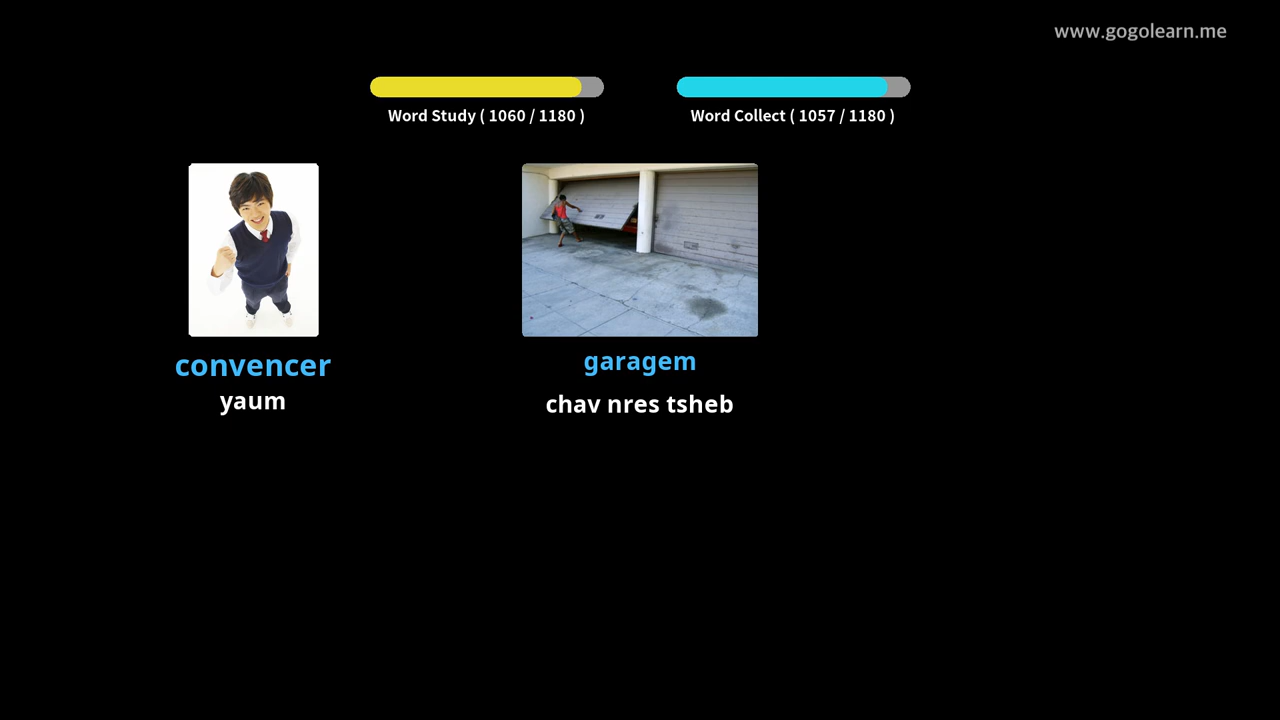 www.gogolearn.me
Word Study ( 1060 / 1180 )
Word Collect ( 1057 / 1180 )
convencer
yaum
garagem
chav nres tsheb